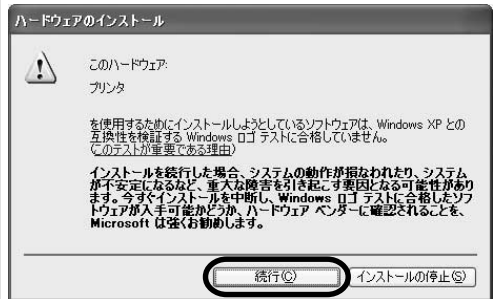 ハードウェアのインストール
このハードウェア:
プリンタ
を使用するためにインストールしようとしているソフトウェアは、Windows XP との
互換性を検証する Windows ロゴ テストに合格していません。
(このテストが重要である理由)
インストールを続行した場合、システムの動作が損なわれたり、システム
が不安定になるなど、重大な障害を引き起こす要因となる可能性があり
ます。今すぐインストールを中断し、Windows ロゴ テストに合格したソフ
トウェアが入手可能かどうか、ハードウェア ベンダーに確認されることを、
Microsoft は強くお勧めします。
続行(C)
インストールの停止(S)